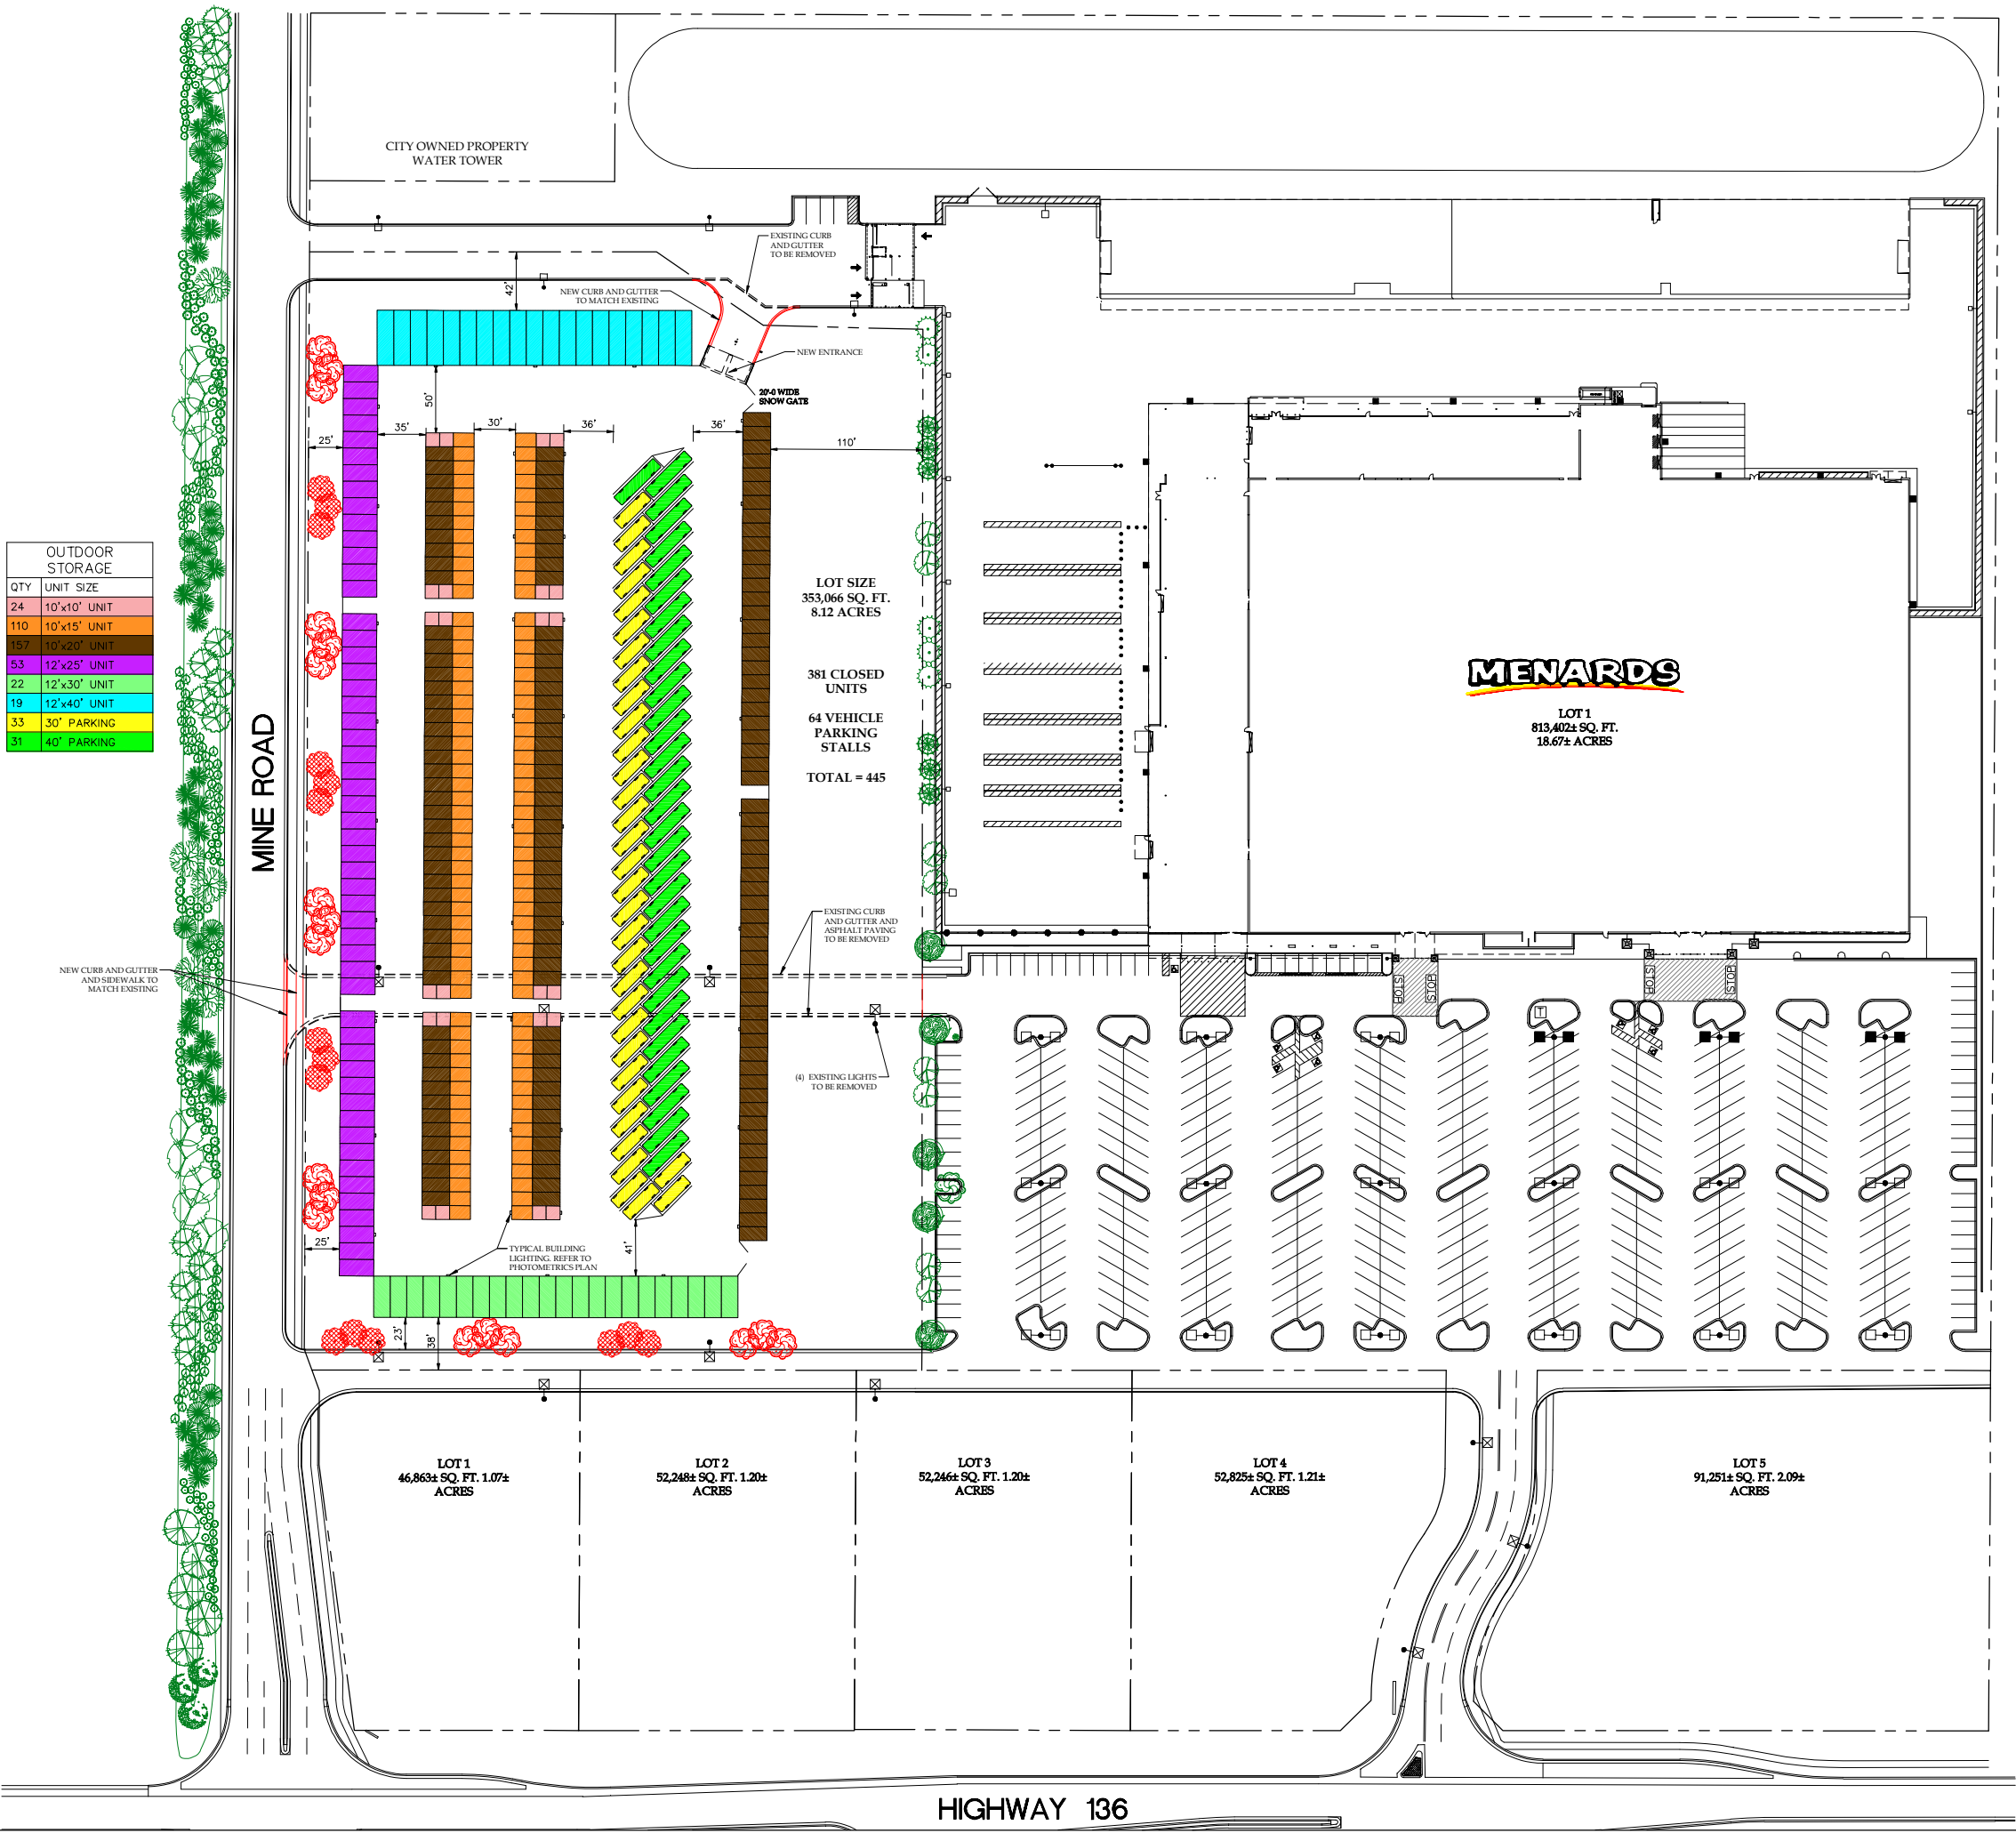 CITY OWNED PROPERTY
WATER TOWER
EXISTING CURB
AND GUTTER
TO BE REMOVED
42'
NEW CURB AND GUTTER
TO MATCH EXISTING
NEW ENTRANCE
20'-0 WIDE
SNOW GATE
50'
35'
30'
36'
36'
25'
110'
OUTDOOR
STORAGE
QTY UNIT SIZE
24 10'x10' UNIT
110 10'x15' UNIT
157 10'x20' UNIT
53 12'x25' UNIT
22 12'x30' UNIT
19 12'x40' UNIT
33 30' PARKING
31 40' PARKING
LOT SIZE
353,066 SQ. FT.
8.12 ACRES
381 CLOSED
UNITS
64 VEHICLE
PARKING
STALLS
TOTAL = 445
MENARDS
LOT 1
813,402± SQ. FT.
18.67± ACRES
MINE ROAD
EXISTING CURB
AND GUTTER AND
ASPHALT PAVING
TO BE REMOVED
NEW CURB AND GUTTER
AND SIDEWALK TO
MATCH EXISTING
STOP
STOP
STOP
STOP
T
(4) EXISTING LIGHTS
TO BE REMOVED
25'
TYPICAL BUILDING
LIGHTING. REFER TO
PHOTOMETRICS PLAN
41'
23'
38'
LOT 1
46,863± SQ. FT. 1.07±
ACRES
LOT 2
52,248± SQ. FT. 1.20±
ACRES
LOT 3
52,246± SQ. FT. 1.20±
ACRES
LOT 4
52,825± SQ. FT. 1.21±
ACRES
LOT 5
91,251± SQ. FT. 2.09±
ACRES
HIGHWAY 136